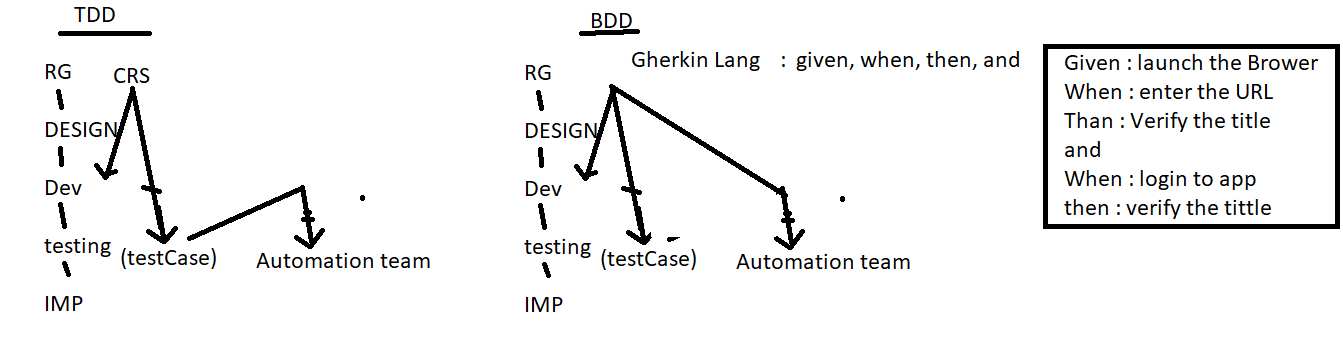 TDD
RG
CRS
DESIGN
Dev
testing
(testCase)
Automation team
IMP
BDD
Gherkin Lang : given, when, then, and
RG
DESIGN
Dev
testing
(testCase)
Automation team
IMP
Given : launch the Brower
When : enter the URL
Than : Verify the title
and
When : login to app
then : verify the tittle